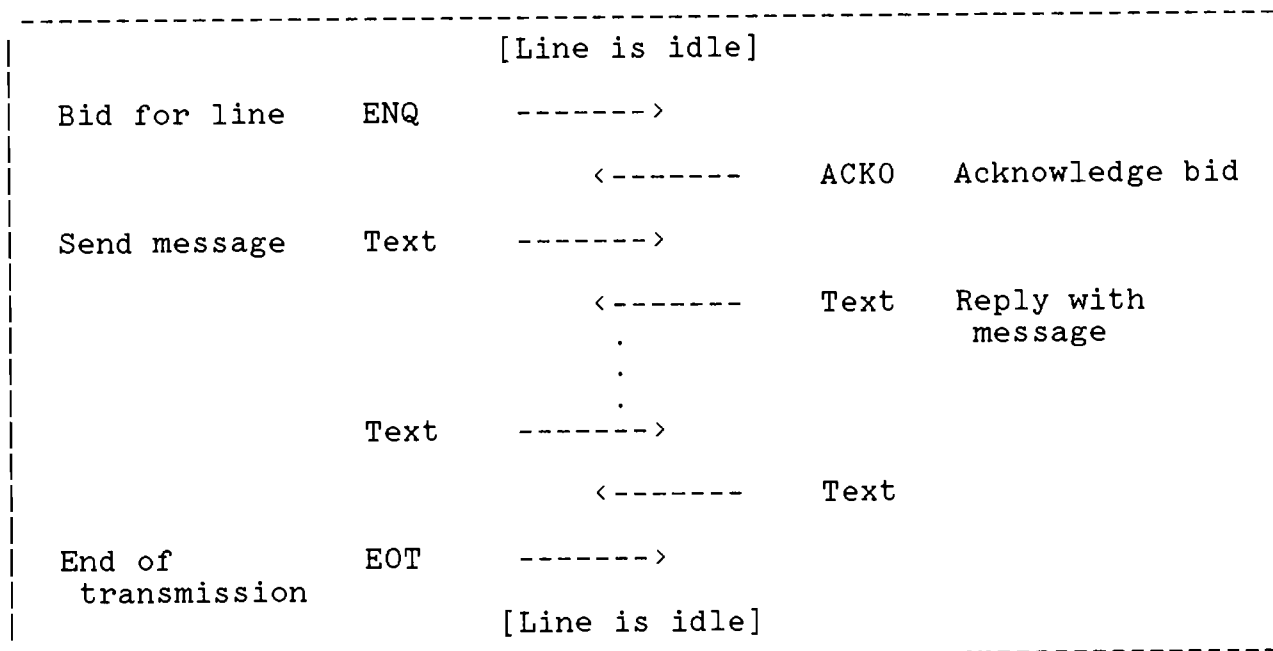 [Line is idle]
Bid for line ENQ ------->
<------- ACK0 Acknowledge bid
Send message Text ------->
<------- Text Reply with
message
.
.
.
Text ------->
<------- Text
End of EOT ------->
transmission
[Line is idle]